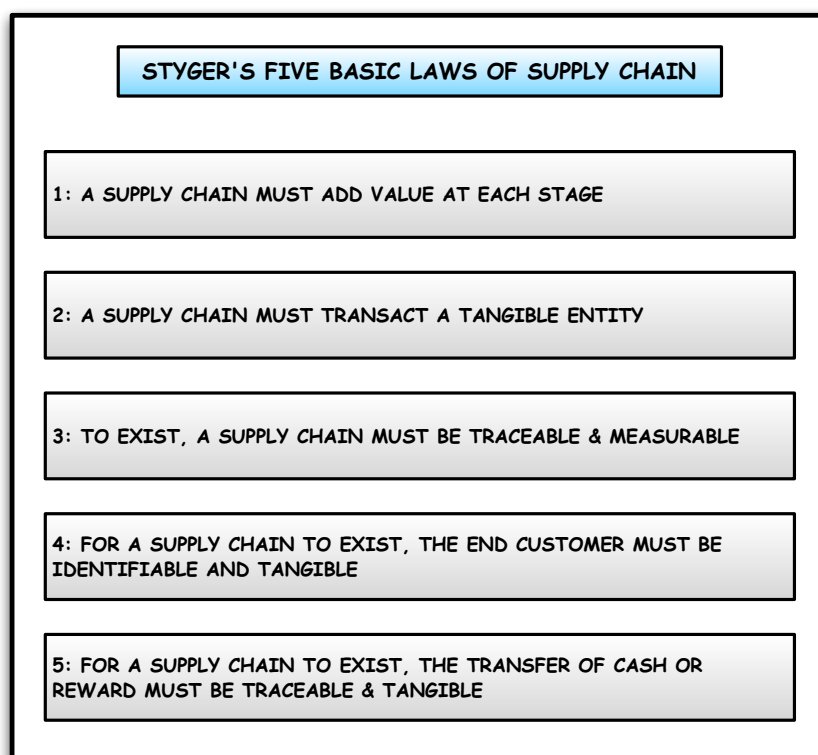 STYGER'S FIVE BASIC LAWS OF SUPPLY CHAIN
1: A SUPPLY CHAIN MUST ADD VALUE AT EACH STAGE
2: A SUPPLY CHAIN MUST TRANSACT A TANGIBLE ENTITY
3: TO EXIST, A SUPPLY CHAIN MUST BE TRACEABLE & MEASURABLE
4: FOR A SUPPLY CHAIN TO EXIST, THE END CUSTOMER MUST BE
IDENTIFIABLE AND TANGIBLE
5: FOR A SUPPLY CHAIN TO EXIST, THE TRANSFER OF CASH OR
REWARD MUST BE TRACEABLE & TANGIBLE